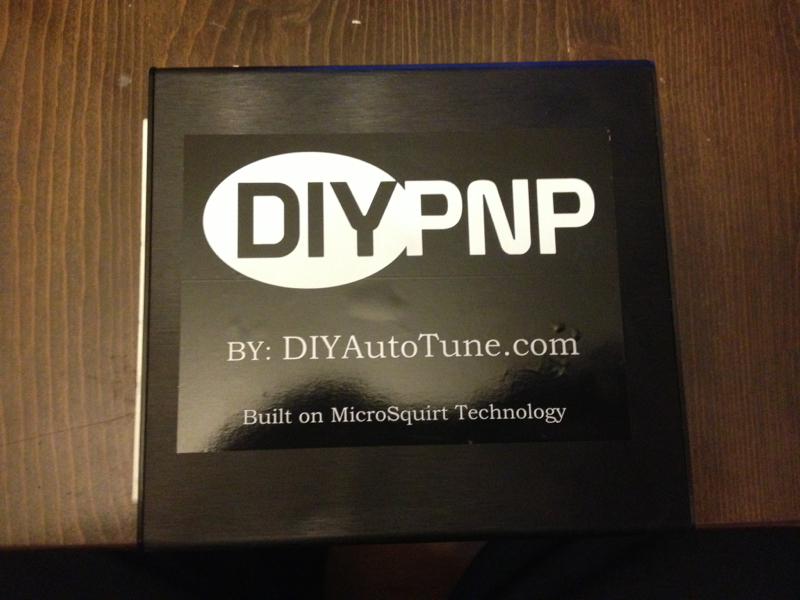 DIYPNP
BY: DIYAutoTune.com
Built on MicroSquirt Technology